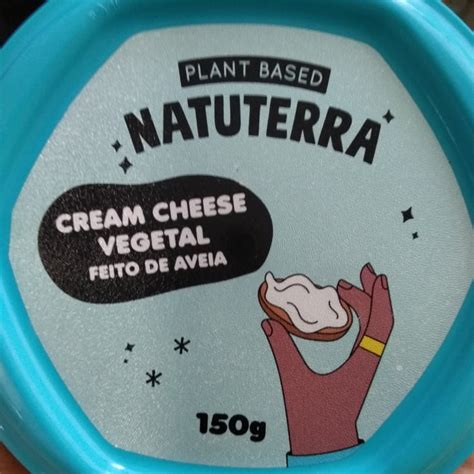 PLANT BASED
NATUTERRA
CREAM CHEESE
VEGETAL
FEITO DE AVEIA
150g